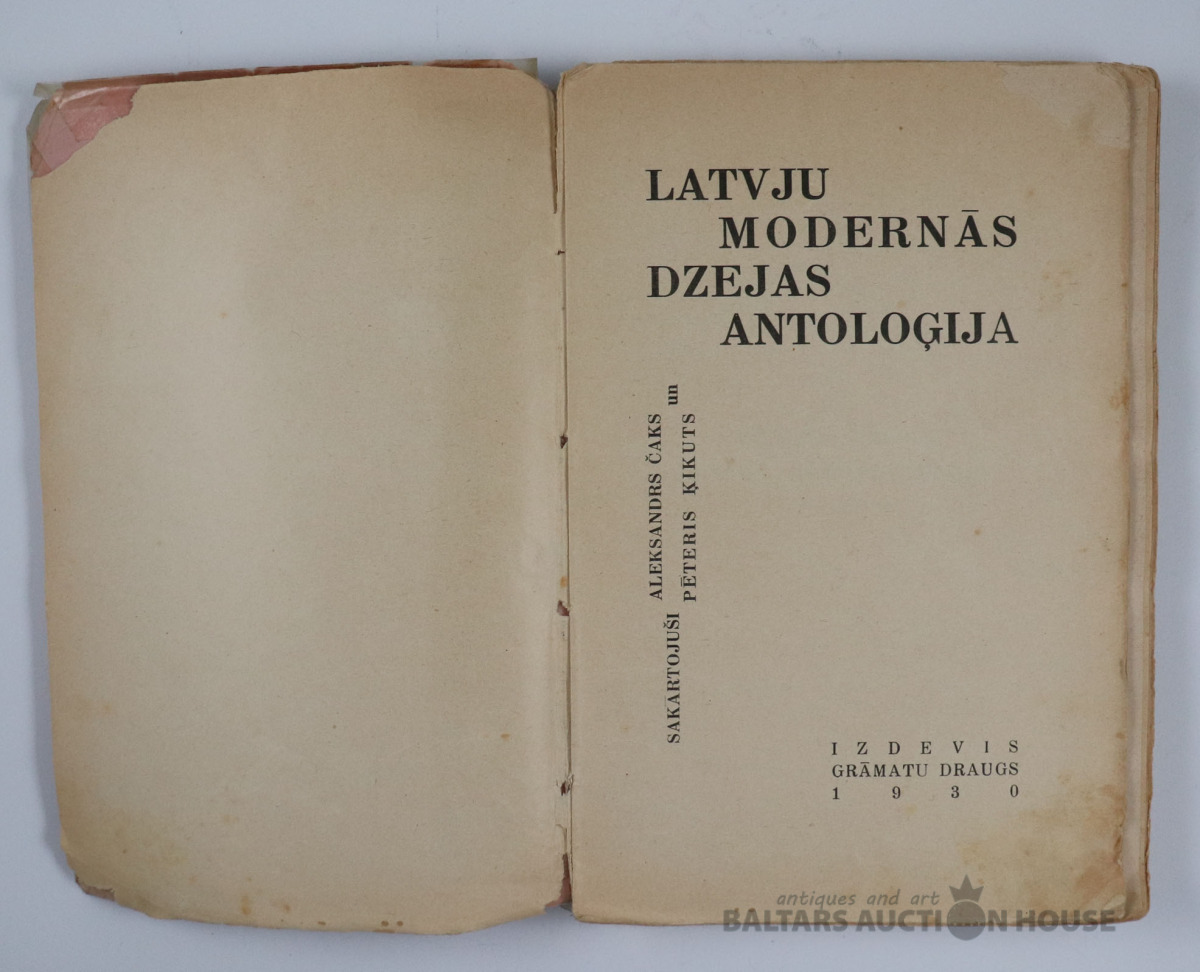 LATVJU
MODERNĀS
DZEJAS
ANTOLOĢIJA
SAKARTOJUŠI
ALEKSANDRS ČAKS un
PĒTERIS ĶIKUTS
IZDEVIS
GRĀMATU DRAUGS
1930
antiques and art
BALTARS AUCTION HOUSE